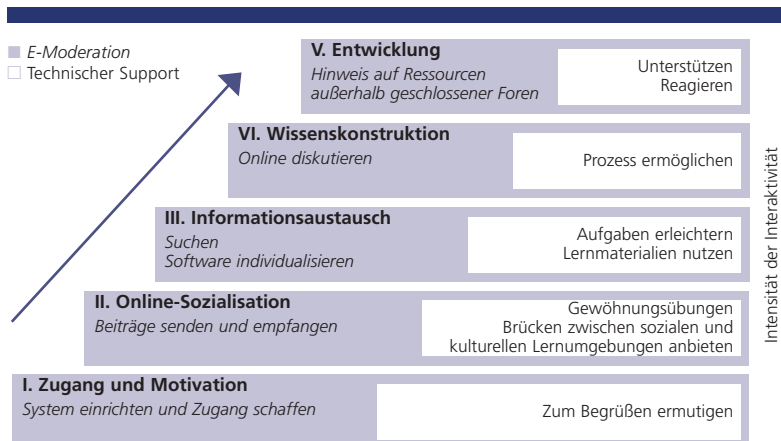 E-Moderation
Technischer Support
V. Entwicklung
Hinweis auf Ressourcen
außerhalb geschlossener Foren
Unterstützen
Reagieren
VI. Wissenskonstruktion
Online diskutieren
Prozess ermöglichen
III. Informationsaustausch
Suchen
Software individualisieren
Aufgaben erleichtern
Lernmaterialien nutzen
II. Online-Sozialisation
Beiträge senden und empfangen
Gewöhnungsübungen
Brücken zwischen sozialen und
kulturellen Lernumgebungen anbieten
I. Zugang und Motivation
System einrichten und Zugang schaffen
Zum Begrüßen ermutigen
Intensität der Interaktivität